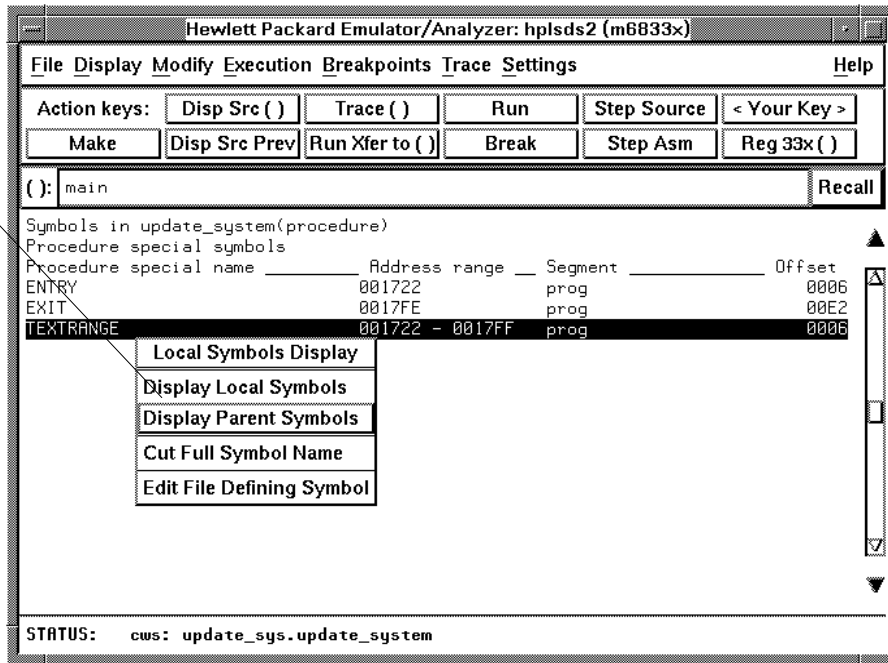 Hewlett Packard Emulator/Analyzer: hplsds2 (m6833x)
File Display Modify Execution Breakpoints Trace Settings Help
Action keys: Disp Src ( ) Trace ( ) Run Step Source < Your Key >
Make Disp Src Prev Run Xfer to ( ) Break Step Asm Reg 33x ( )
( ): main Recall
Symbols in update_system(procedure)
Procedure special symbols
Procedure special name _________ Address range __ Segment _____________ Offset
ENTRY 001722 prog 0006
EXIT 0017FE prog 00E2
TEXTRANGE 001722 - 0017FF prog 0006
Local Symbols Display
Display Local Symbols
Display Parent Symbols
Cut Full Symbol Name
Edit File Defining Symbol
STATUS: cws: update_sys.update_system